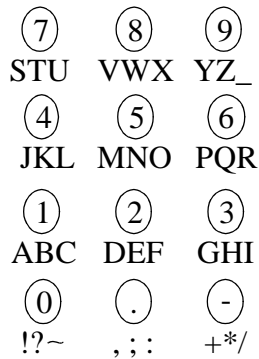 7 8 9
STU VWX YZ_
4 5 6
JKL MNO PQR
1 2 3
ABC DEF GHI
0 . -
!?~ , ; : +*/